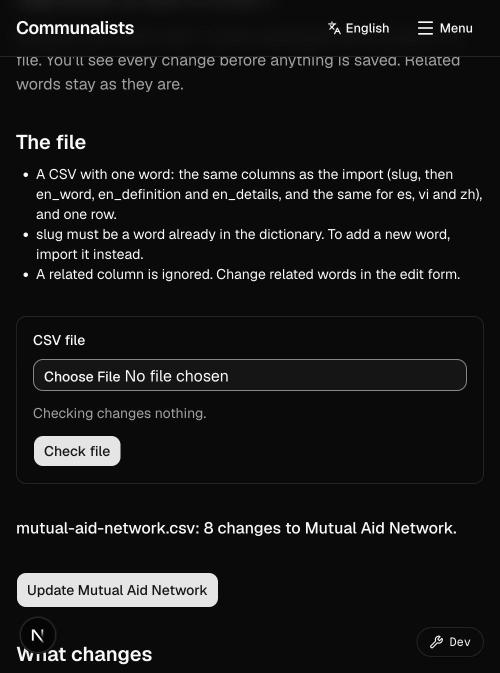 Communalists
English
Menu
file. You'll see every change before anything is saved. Related
words stay as they are.
The file
• A CSV with one word: the same columns as the import (slug, then
en_word, en_definition and en_details, and the same for es, vi and zh),
and one row.
• slug must be a word already in the dictionary. To add a new word,
import it instead.
• A related column is ignored. Change related words in the edit form.
CSV file
Choose File No file chosen
Checking changes nothing.
Check file
mutual-aid-network.csv: 8 changes to Mutual Aid Network.
Update Mutual Aid Network
N
What changes
Dev